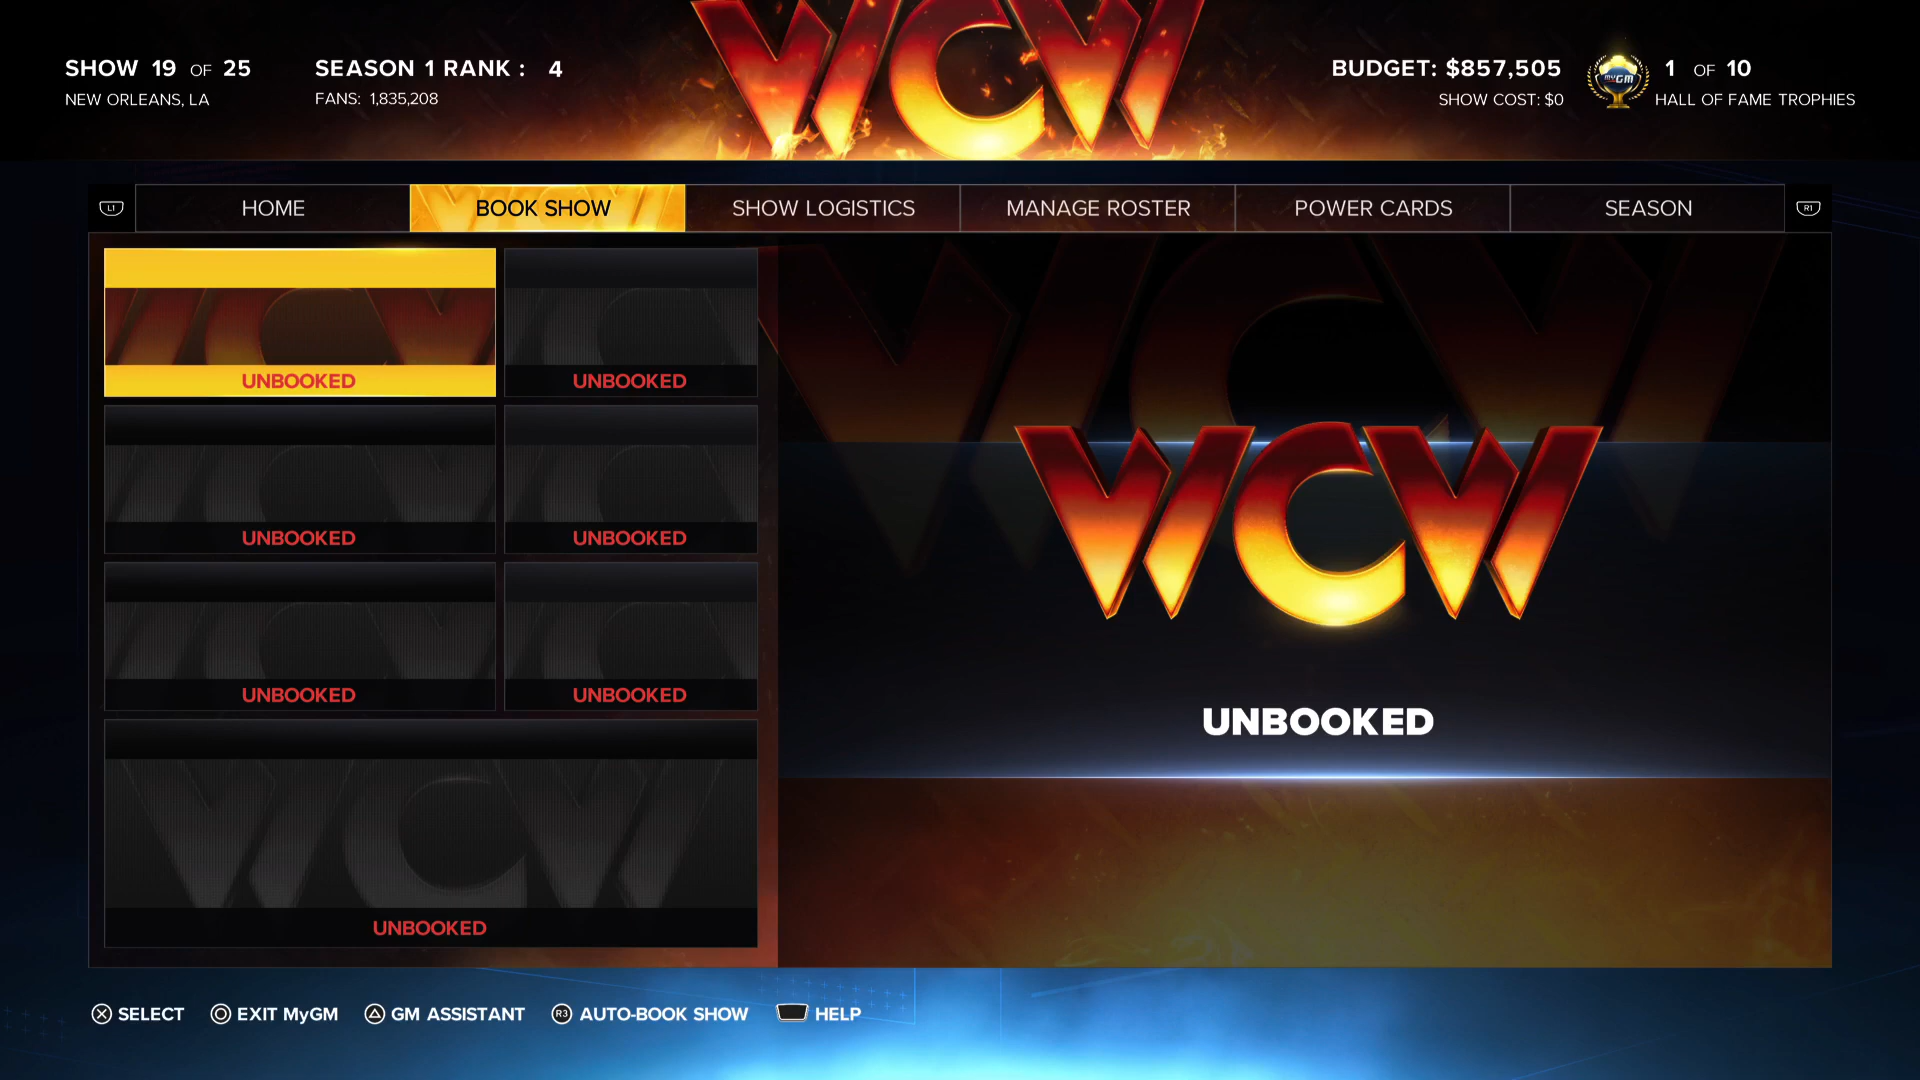 WCW
SHOW 19 OF 25
NEW ORLEANS, LA
SEASON 1 RANK : 4
FANS: 1,835,208
BUDGET: $857,505
SHOW COST: $0
MyGM
1 OF 10
HALL OF FAME TROPHIES
L1
HOME
BOOK SHOW
SHOW LOGISTICS
MANAGE ROSTER
POWER CARDS
SEASON
R1
UNBOOKED
UNBOOKED
UNBOOKED
UNBOOKED
UNBOOKED
UNBOOKED
WCW
UNBOOKED
WCW
UNBOOKED
SELECT
EXIT MyGM
GM ASSISTANT
R3 AUTO-BOOK SHOW
HELP